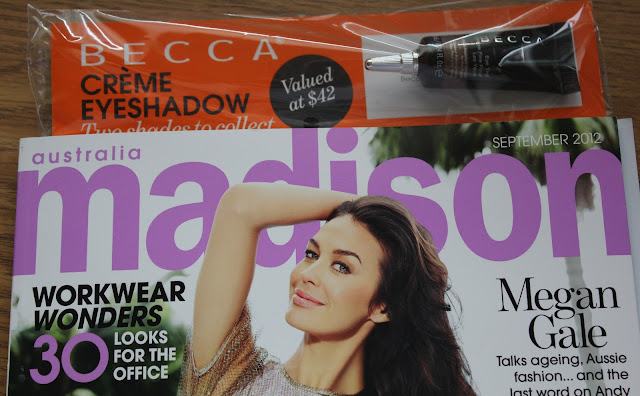 BECCA
CRÈME
EYESHADOW
Two shades to collect
Valued
at $42
BECCA
australia
madison
SEPTEMBER 2012
WORKWEAR
WONDERS
30 LOOKS
FOR THE
OFFICE
Megan
Gale
Talks ageing, Aussie
fashion... and the
last word on Andy